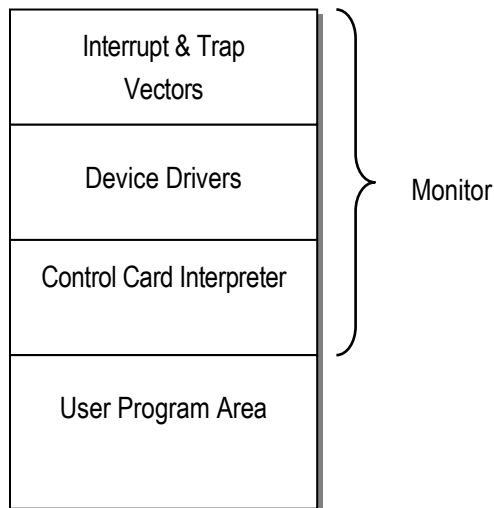 Interrupt & Trap
Vectors
Device Drivers
Control Card Interpreter
User Program Area
Monitor